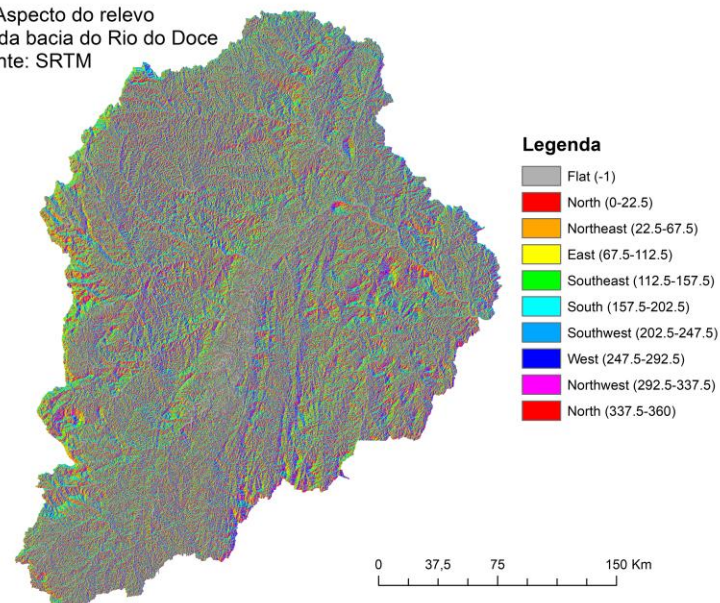 Aspecto do relevo
da bacia do Rio do Doce
nte: SRTM
Legenda
Flat (-1)
North (0-22.5)
Northeast (22.5-67.5)
East (67.5-112.5)
Southeast (112.5-157.5)
South (157.5-202.5)
Southwest (202.5-247.5)
West (247.5-292.5)
Northwest (292.5-337.5)
North (337.5-360)
0 37,5 75 150 Km